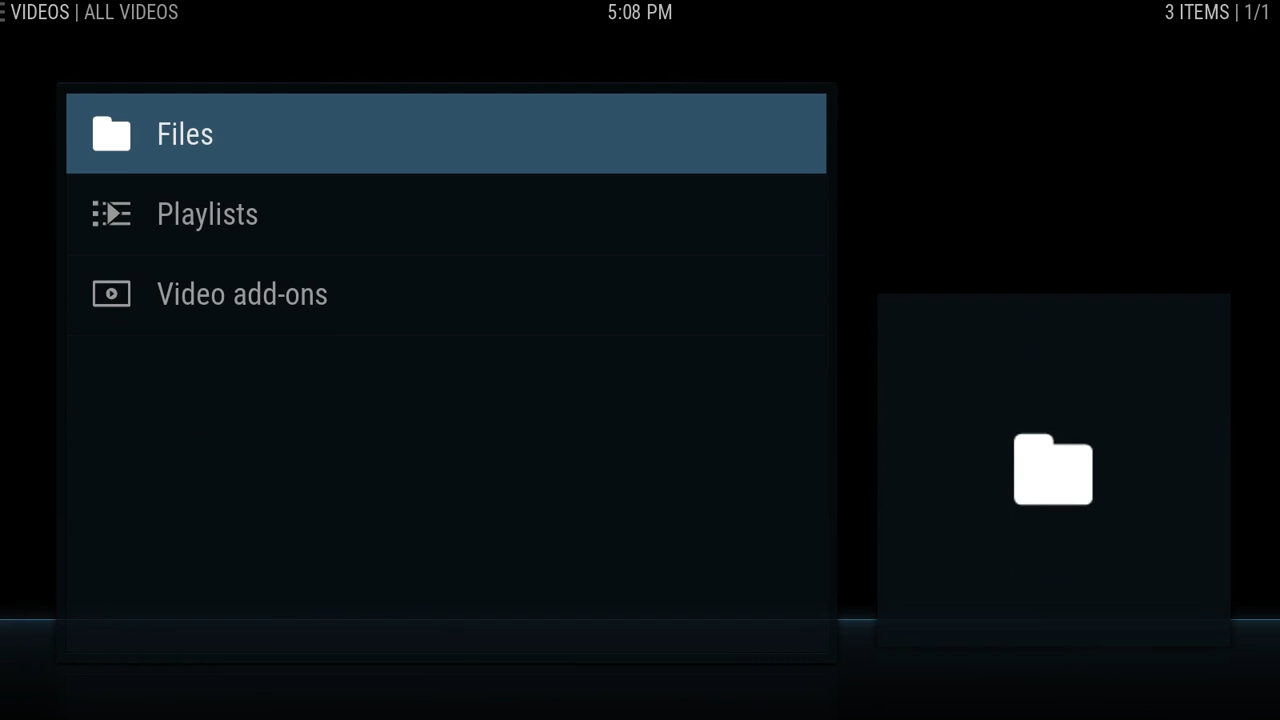 VIDEOS | ALL VIDEOS
5:08 PM
3 ITEMS | 1/1
Files
Playlists
Video add-ons